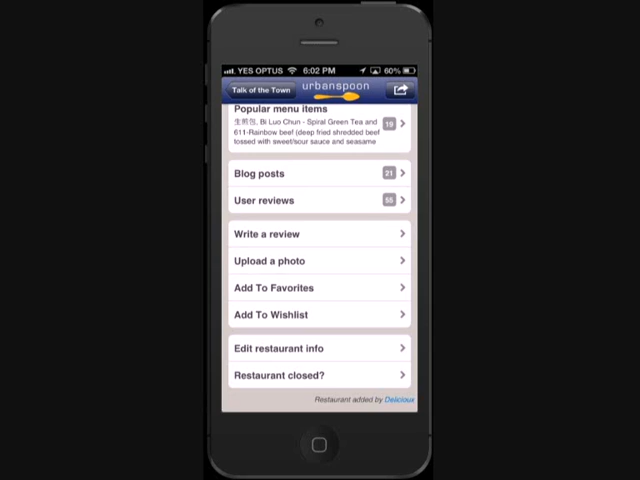 YES OPTUS 6:02 PM 60%
Talk of the Town
urbanspoon
Popular menu items
生煎包, Bi Luo Chun - Spiral Green Tea and
611-Rainbow beef (deep fried shredded beef
tossed with sweet/sour sauce and seasame
19
Blog posts 21
User reviews 55
Write a review
Upload a photo
Add To Favorites
Add To Wishlist
Edit restaurant info
Restaurant closed?
Restaurant added by Delicioux